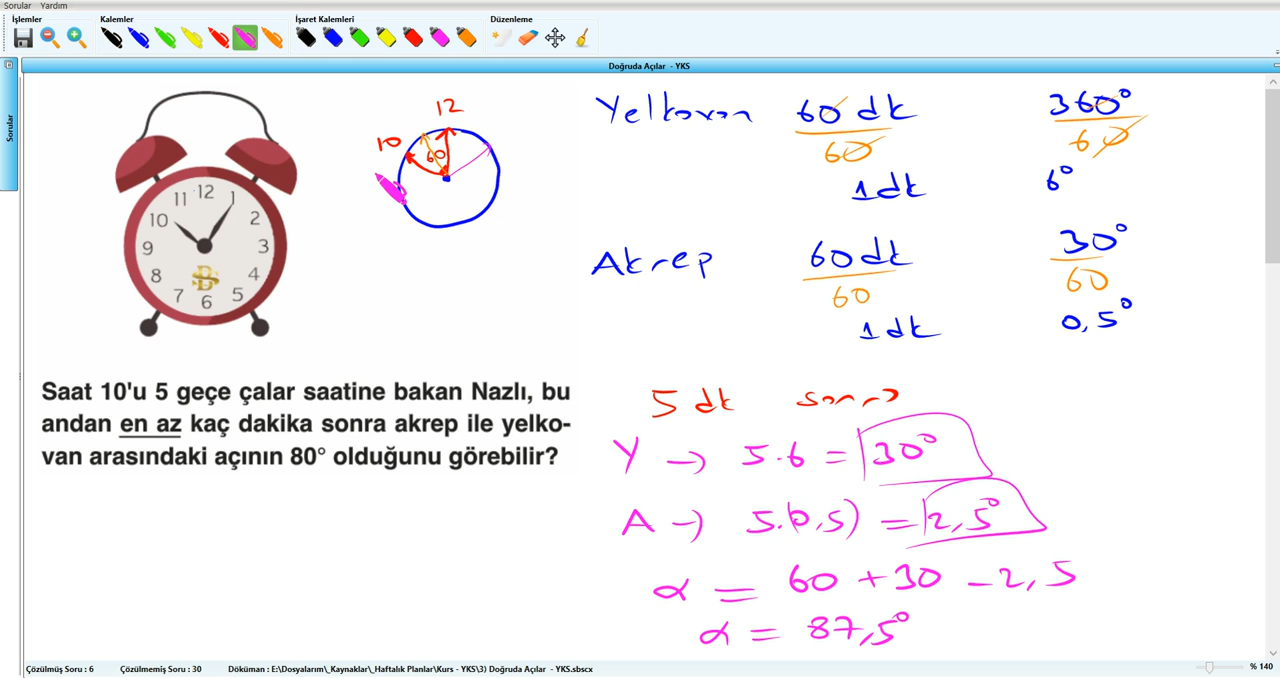 Sorular Yardım
İşlemler Kalemler İşaret Kalemleri Düzenleme
Doğruda Açılar - YKS
Sorular
12
11 12 1
10 2
9 3
8 4
7 6 5
B
10 12
60
Yelkovan 60 dk 360°
60 60
1 dk 6°
Akrep 60 dk 30°
60 60
1 dk 0,5°
Saat 10'u 5 geçe çalar saatine bakan Nazlı, bu
andan en az kaç dakika sonra akrep ile yelko-
van arasındaki açının 80° olduğunu görebilir?
5 dk sonra
Y → 5.6 = 30°
A → 5.(0,5) = 2,5°
α = 60 + 30 - 2,5
α = 87,5°
Çözülmüş Soru : 6 Çözülmemiş Soru : 30 Döküman : E:\Dosyalarım\_Kaynaklar\_Haftalık Planlar\Kurs - YKS\3) Doğruda Açılar - YKS.sbscx % 140